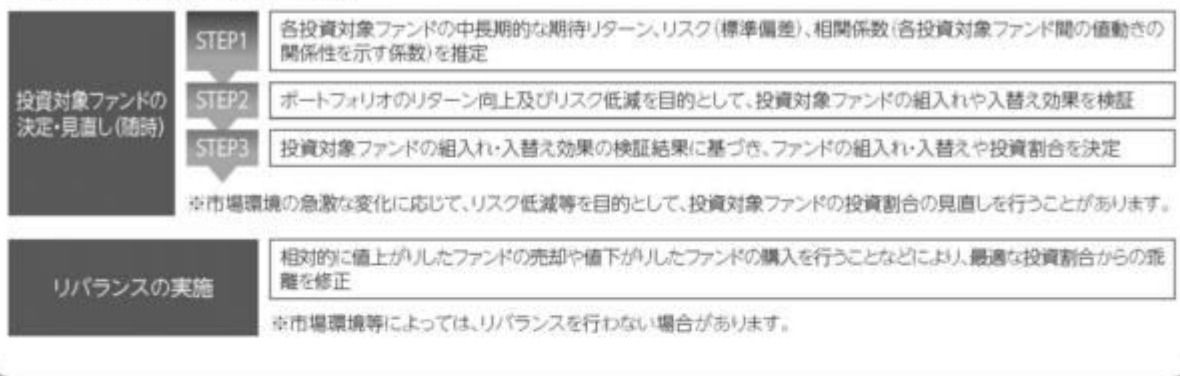 投資対象ファンドの
決定・見直し(随時)
STEP1
各投資対象ファンドの中長期的な期待リターン、リスク(標準偏差)、相関係数(各投資対象ファンド間の値動きの
関係性を示す係数)を推定
STEP2
ポートフォリオのリターン向上及びリスク低減を目的として、投資対象ファンドの組入れや入替え効果を検証
STEP3
投資対象ファンドの組入れ・入替え効果の検証結果に基づき、ファンドの組入れ・入替えや投資割合を決定
※市場環境の急激な変化に応じて、リスク低減等を目的として、投資対象ファンドの投資割合の見直しを行うことがあります。
リバランスの実施
相対的に値上がりしたファンドの売却や値下がりしたファンドの購入を行うことなどにより、最適な投資割合からの乖
離を修正
※市場環境等によっては、リバランスを行わない場合があります。